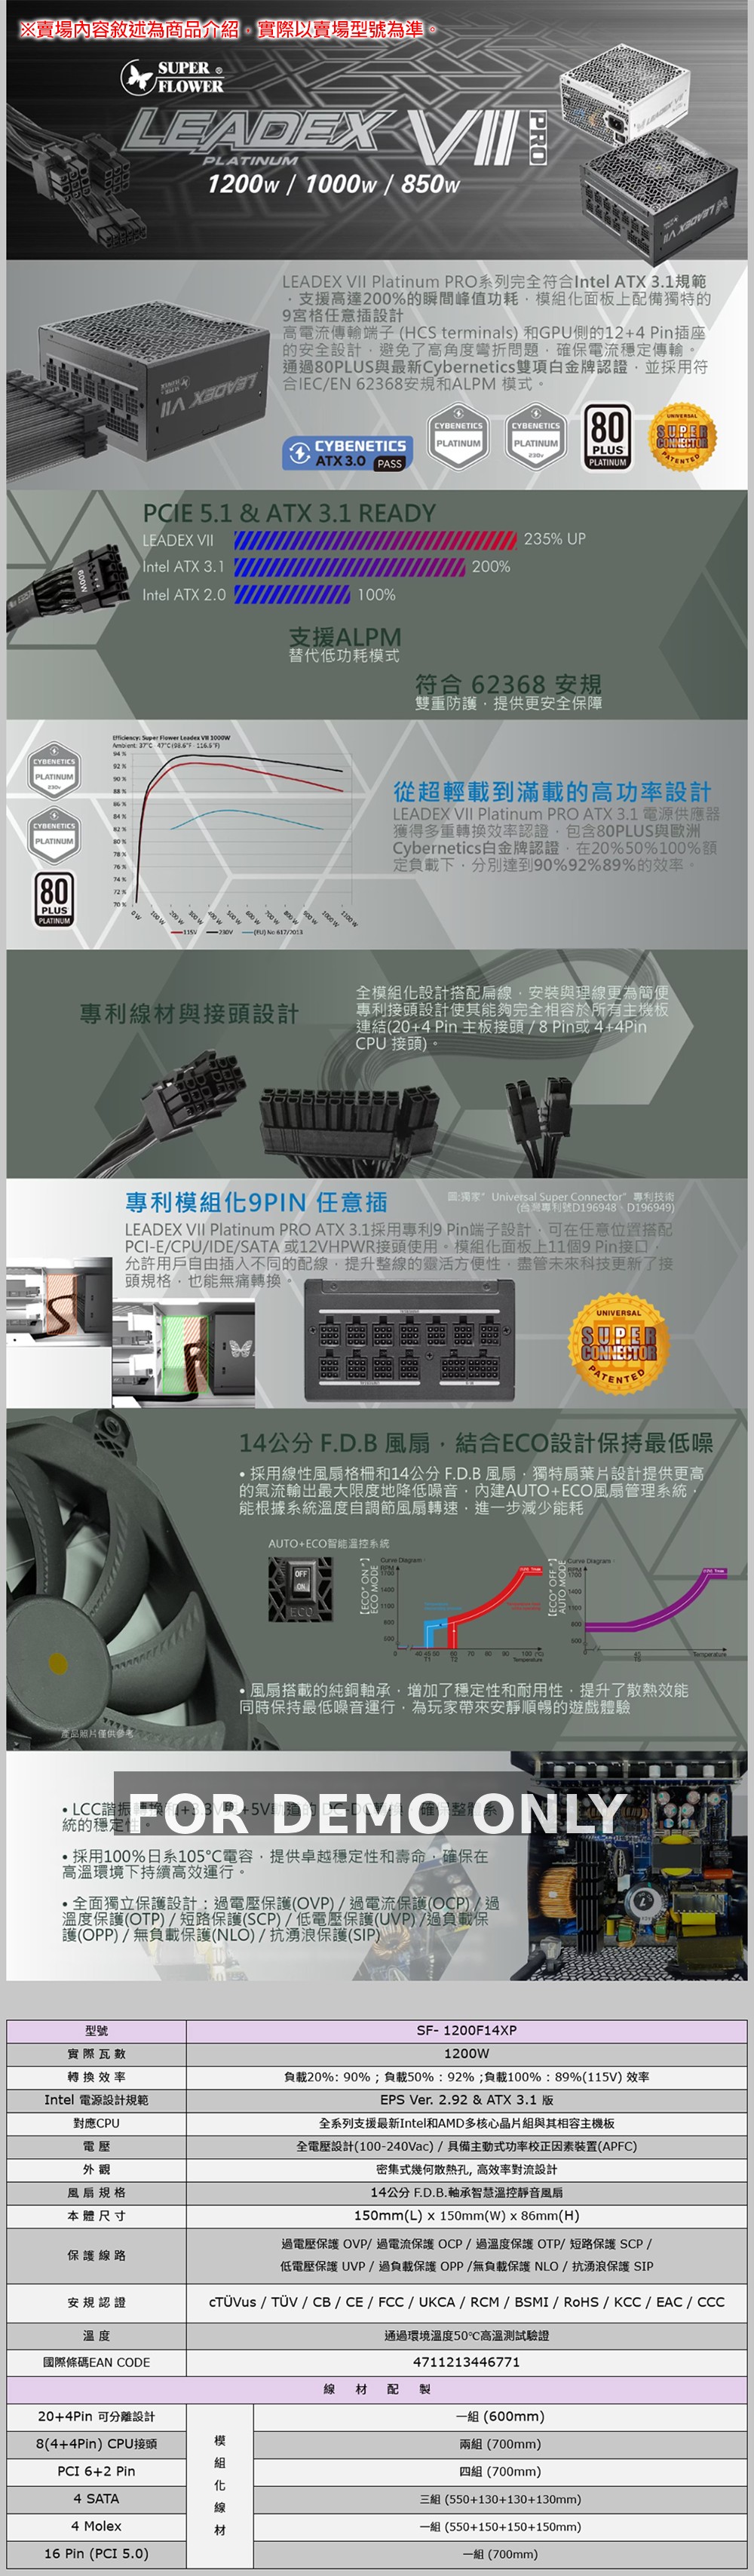 ※賣場內容敘述為商品介紹，實際以賣場型號為準。
SUPER ®
FLOWER
LEADEX VII PRO
PLATINUM
1200W / 1000W / 850W
LEADEX VII Platinum PRO系列完全符合Intel ATX 3.1規範
，支援高達200%的瞬間峰值功耗，模組化面板上配備獨特的
9宮格任意插設計
高電流傳輸端子 (HCS terminals) 和GPU側的12+4 Pin插座
的安全設計，避免了高角度彎折問題，確保電流穩定傳輸。
通過80PLUS與最新Cybernetics雙項白金牌認證，並採用符
合IEC/EN 62368安規和ALPM 模式。
LEADEX VII
CYBENETICS
ATX 3.0 PASS
CYBENETICS
PLATINUM
CYBENETICS
PLATINUM
230v
80
PLUS
PLATINUM
UNIVERSAL
SUPER
CONNECTOR
PATENTED
PCIE 5.1 & ATX 3.1 READY
LEADEX VII 235% UP
Intel ATX 3.1 200%
Intel ATX 2.0 100%
600W
支援ALPM
替代低功耗模式
符合 62368 安規
雙重防護，提供更安全保障
Efficiency: Super Flower Leadex VII 1000W
Ambient: 37°C - 47°C (98.6°F - 116.6°F)
94 %
92 %
90 %
88 %
86 %
84 %
82 %
80 %
78 %
76 %
74 %
72 %
70 %
0 W
100 W
200 W
300 W
400 W
500 W
600 W
700 W
800 W
900 W
1000 W
1100 W
115V 230V (EU) No 617/2013
CYBENETICS
PLATINUM
230v
CYBENETICS
PLATINUM
80
PLUS
PLATINUM
從超輕載到滿載的高功率設計
LEADEX VII Platinum PRO ATX 3.1 電源供應器
獲得多重轉換效率認證，包含80PLUS與歐洲
Cybernetics白金牌認證，在20%50%100%額
定負載下，分別達到90%92%89%的效率。
專利線材與接頭設計
全模組化設計搭配扁線，安裝與理線更為簡便
專利接頭設計使其能夠完全相容於所有主機板
連結(20+4 Pin 主板接頭 / 8 Pin或 4+4Pin
CPU 接頭)。
專利模組化9PIN 任意插
圖:獨家"Universal Super Connector"專利技術
(台灣專利號D196948、D196949)
LEADEX VII Platinum PRO ATX 3.1採用專利9 Pin端子設計，可在任意位置搭配
PCI-E/CPU/IDE/SATA 或12VHPWR接頭使用。模組化面板上11個9 Pin接口，
允許用戶自由插入不同的配線，提升整線的靈活方便性，盡管未來科技更新了接
頭規格，也能無痛轉換。
UNIVERSAL
SUPER
CONNECTOR
PATENTED
14公分 F.D.B 風扇，結合ECO設計保持最低噪
• 採用線性風扇格柵和14公分 F.D.B 風扇，獨特扇葉片設計提供更高
的氣流輸出最大限度地降低噪音，內建AUTO+ECO風扇管理系統，
能根據系統溫度自調節風扇轉速，進一步減少能耗
AUTO+ECO智能溫控系統
OFF
ON
ECO
【ECO" ON "】
ECO MODE
Curve Diagram
RPM
1700
1400
1100
800
500
0 40 45 50 60 70 80 90 100 (°C)
T1 T2 Temperature
【ECO" OFF "】
AUTO MODE
Curve Diagram
1700
1400
1100
800
500
0
Temperature
• 風扇搭載的純銅軸承，增加了穩定性和耐用性，提升了散熱效能
同時保持最低噪音運行，為玩家帶來安靜順暢的遊戲體驗
產品照片僅供參考
FOR DEMO ONLY
• LCC諧振轉換和+3.3V與+5V軌道的 DC-DC轉換，確保整體系
統的穩定性。
• 採用100%日系105°C電容，提供卓越穩定性和壽命，確保在
高溫環境下持續高效運行。
• 全面獨立保護設計：過電壓保護(OVP) / 過電流保護(OCP) / 過
溫度保護(OTP) / 短路保護(SCP) / 低電壓保護(UVP) /過負載保
護(OPP) / 無負載保護(NLO) / 抗湧浪保護(SIP)
型號 SF- 1200F14XP
實 際 瓦 數 1200W
轉 換 效 率 負載20%: 90% ; 負載50% : 92% ;負載100% : 89%(115V) 效率
Intel 電源設計規範 EPS Ver. 2.92 & ATX 3.1 版
對應CPU 全系列支援最新Intel和AMD多核心晶片組與其相容主機板
電 壓 全電壓設計(100-240Vac) / 具備主動式功率校正因素裝置(APFC)
外 觀 密集式幾何散熱孔, 高效率對流設計
風 扇 規 格 14公分 F.D.B.軸承智慧溫控靜音風扇
本 體 尺 寸 150mm(L) x 150mm(W) x 86mm(H)
保 護 線 路 過電壓保護 OVP/ 過電流保護 OCP / 過溫度保護 OTP/ 短路保護 SCP /
低電壓保護 UVP / 過負載保護 OPP /無負載保護 NLO / 抗湧浪保護 SIP
安 規 認 證 cTÜVus / TÜV / CB / CE / FCC / UKCA / RCM / BSMI / RoHS / KCC / EAC / CCC
溫 度 通過環境溫度50℃高溫測試驗證
國際條碼EAN CODE 4711213446771
線 材 配 製
模 組 化 線 材
20+4Pin 可分離設計 一組 (600mm)
8(4+4Pin) CPU接頭 兩組 (700mm)
PCI 6+2 Pin 四組 (700mm)
4 SATA 三組 (550+130+130+130mm)
4 Molex 一組 (550+150+150+150mm)
16 Pin (PCI 5.0) 一組 (700mm)